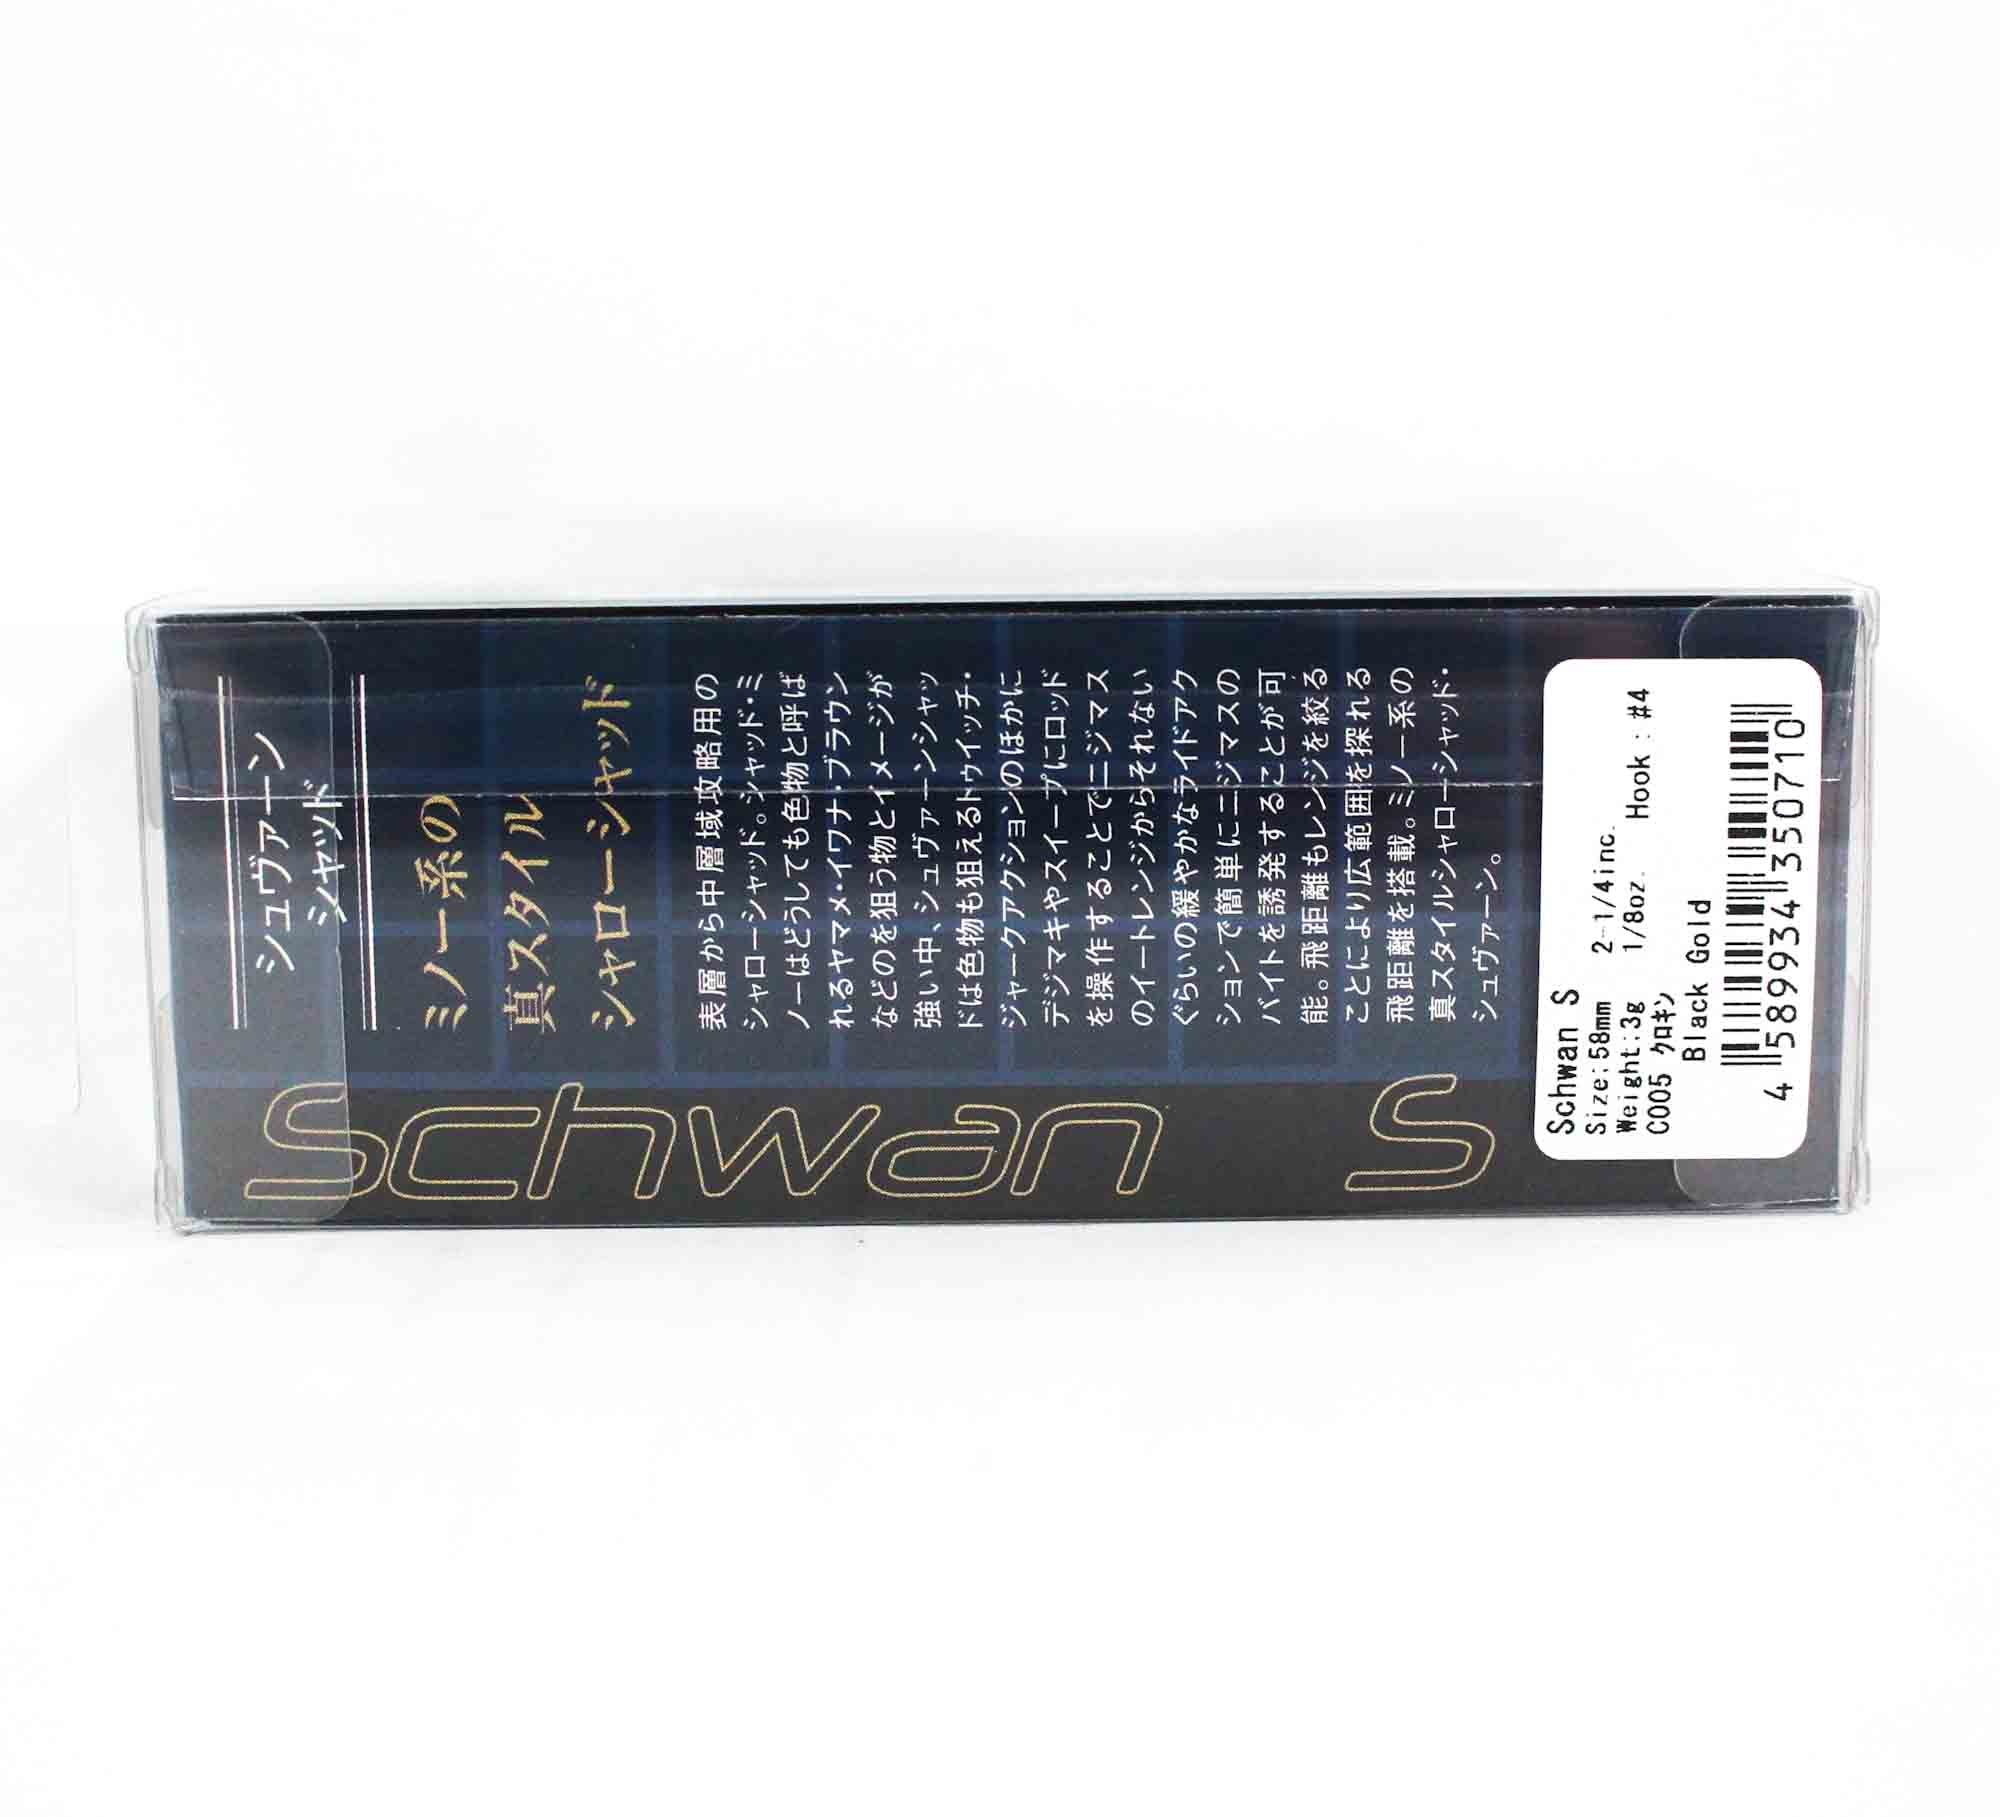 シュヴァーン
シャッド
ミノー系の
真スタイル
シャローシャッド
表層から中層域攻略用の
シャローシャッド。シャッド・ミ
ノーはどうしても色物と呼ば
れるヤマメ・イワナ・ブラウン
などのを狙う物とイメージが
強い中、シュヴァーンシャッ
ドは色物も狙えるトゥイッチ・
ジャークアクションのほかに
デジマキやスイープにロッド
を操作することでニジマス
のイートレンジからそれない
ぐらいの緩やかなライドアク
ションで簡単にニジマスの
バイトを誘発することが可
能。飛距離もレンジを絞る
ことにより広範囲を探れる
飛距離を搭載。ミノー系の
真スタイルシャローシャッド・
シュヴァーン。
Schwan S
Schwan S
Size:58mm 2-1/4inc.
Weight:3g 1/8oz. Hook : #4
C005 ｸﾛｷﾝ
Black Gold
4 589934 350710